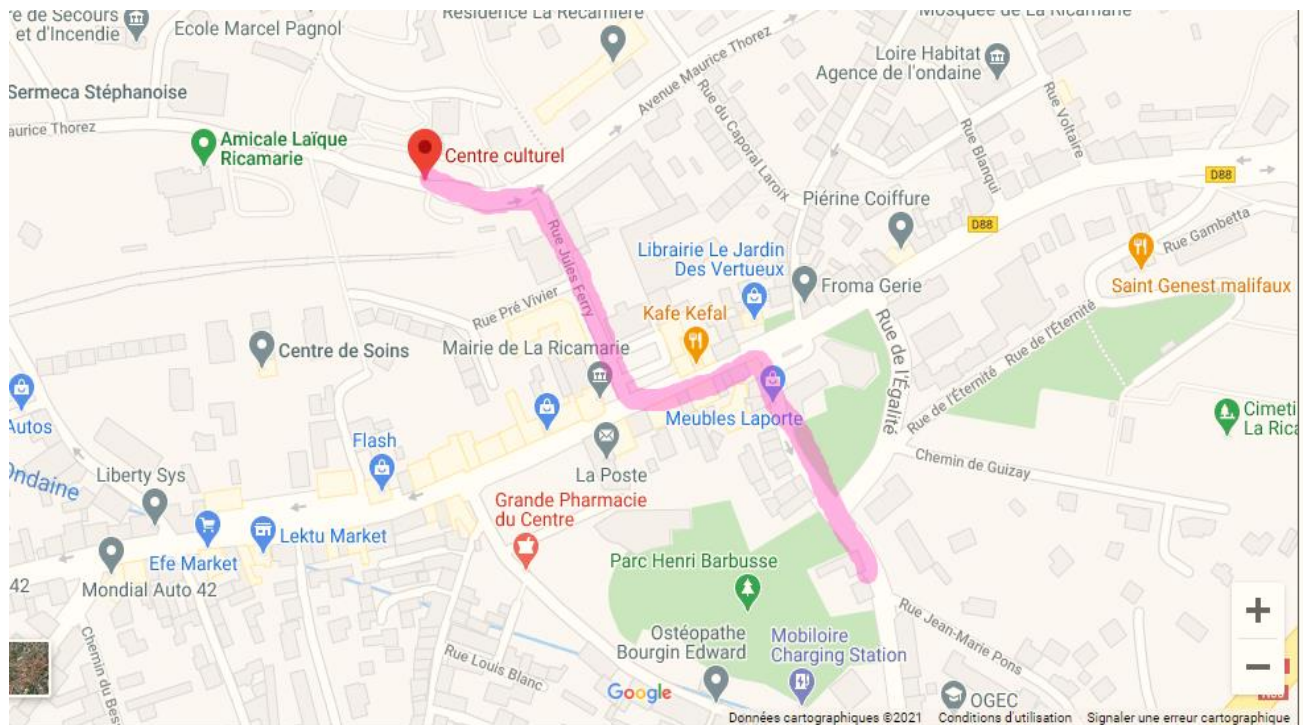 re de Secours
et d'Incendie
Ecole Marcel Pagnol
Résidence La Récamière
Mosquée de La Ricamarie
Loire Habitat
Agence de l'ondaine
Avenue Maurice Thorez
Sermeca Stéphanoise
aurice Thorez
Amicale Laïque
Ricamarie
Centre culturel
Rue du Caporal Laroix
Rue Voltaire
Rue Blanqui
D88
D88
Piérine Coiffure
Rue Gambetta
Saint Genest malifaux
Rue Jules Ferry
Librairie Le Jardin
Des Vertueux
Froma Gerie
Rue Pré Vivier
Kafe Kefal
Centre de Soins
Mairie de La Ricamarie
Rue de l'Égalité
Rue de l'Éternité
Rue de l'Éternité
Autos
Meubles Laporte
Cimeti
La Rica
Flash
La Poste
Chemin de Guizay
Ondaine
Liberty Sys
Grande Pharmacie
du Centre
Lektu Market
Efe Market
Parc Henri Barbusse
42
Mondial Auto 42
Rue Jean-Marie Pons
Chemin du Bess
Rue Louis Blanc
Ostéopathe
Bourgin Edward
Mobiloire
Charging Station
Google
OGEC
Données cartographiques ©2021
Conditions d'utilisation
Signaler une erreur cartographique